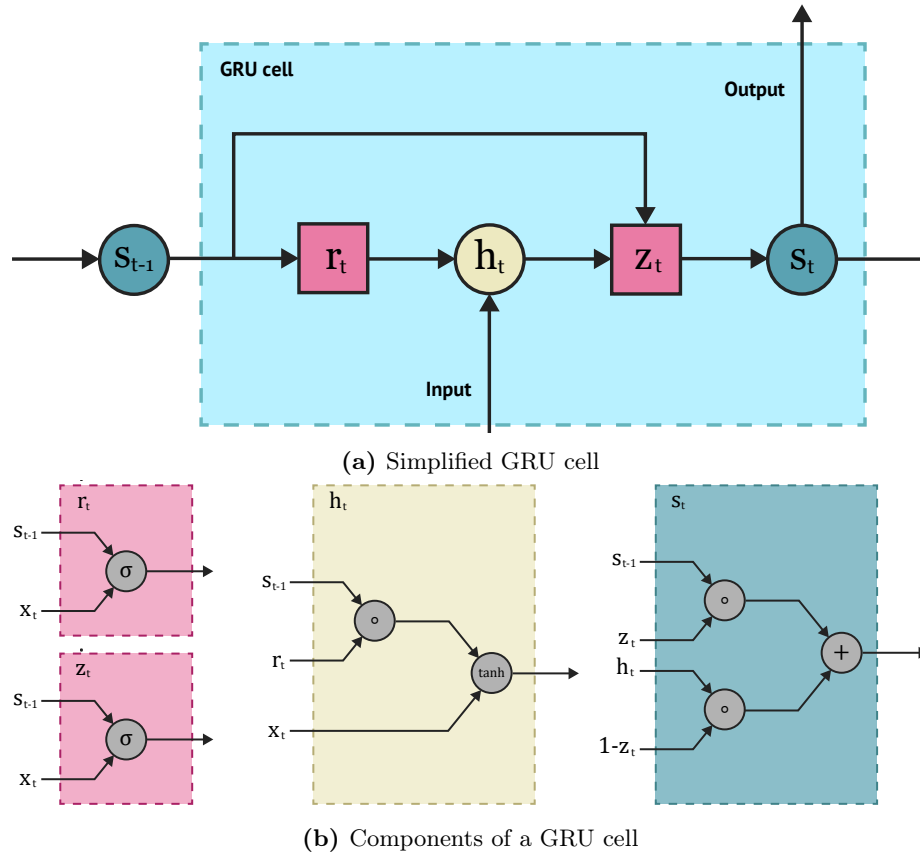 GRU cell
Output
sₜ₋₁
rₜ
hₜ
zₜ
sₜ
Input
(a) Simplified GRU cell
rₜ
sₜ₋₁
σ
xₜ
zₜ
sₜ₋₁
σ
xₜ
hₜ
sₜ₋₁
∘
rₜ
tanh
xₜ
sₜ
sₜ₋₁
∘
zₜ
+
hₜ
∘
1-zₜ
(b) Components of a GRU cell